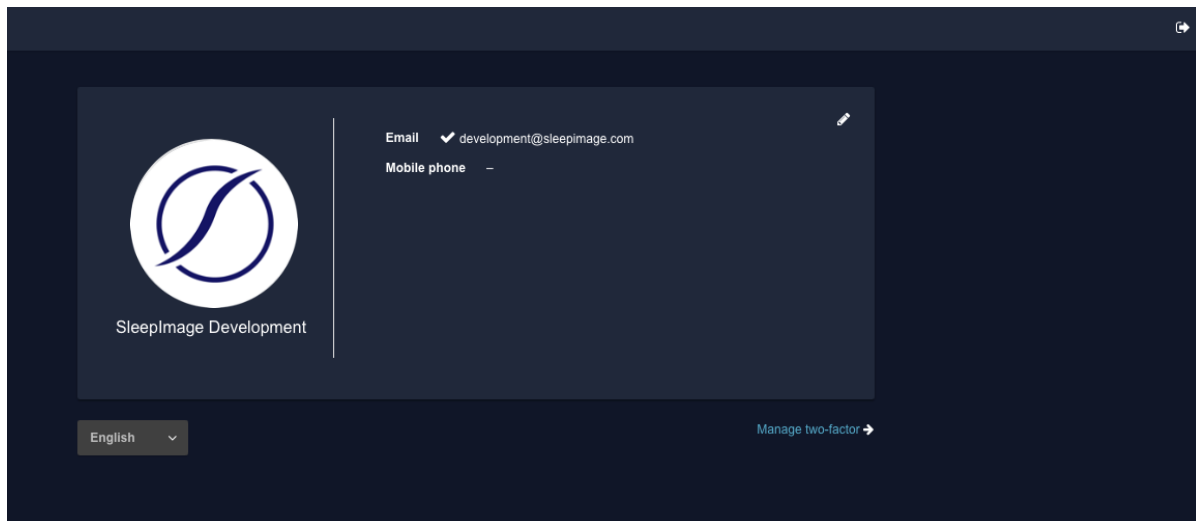 Email development@sleepimage.com
Mobile phone –
SleepImage Development
English
Manage two-factor